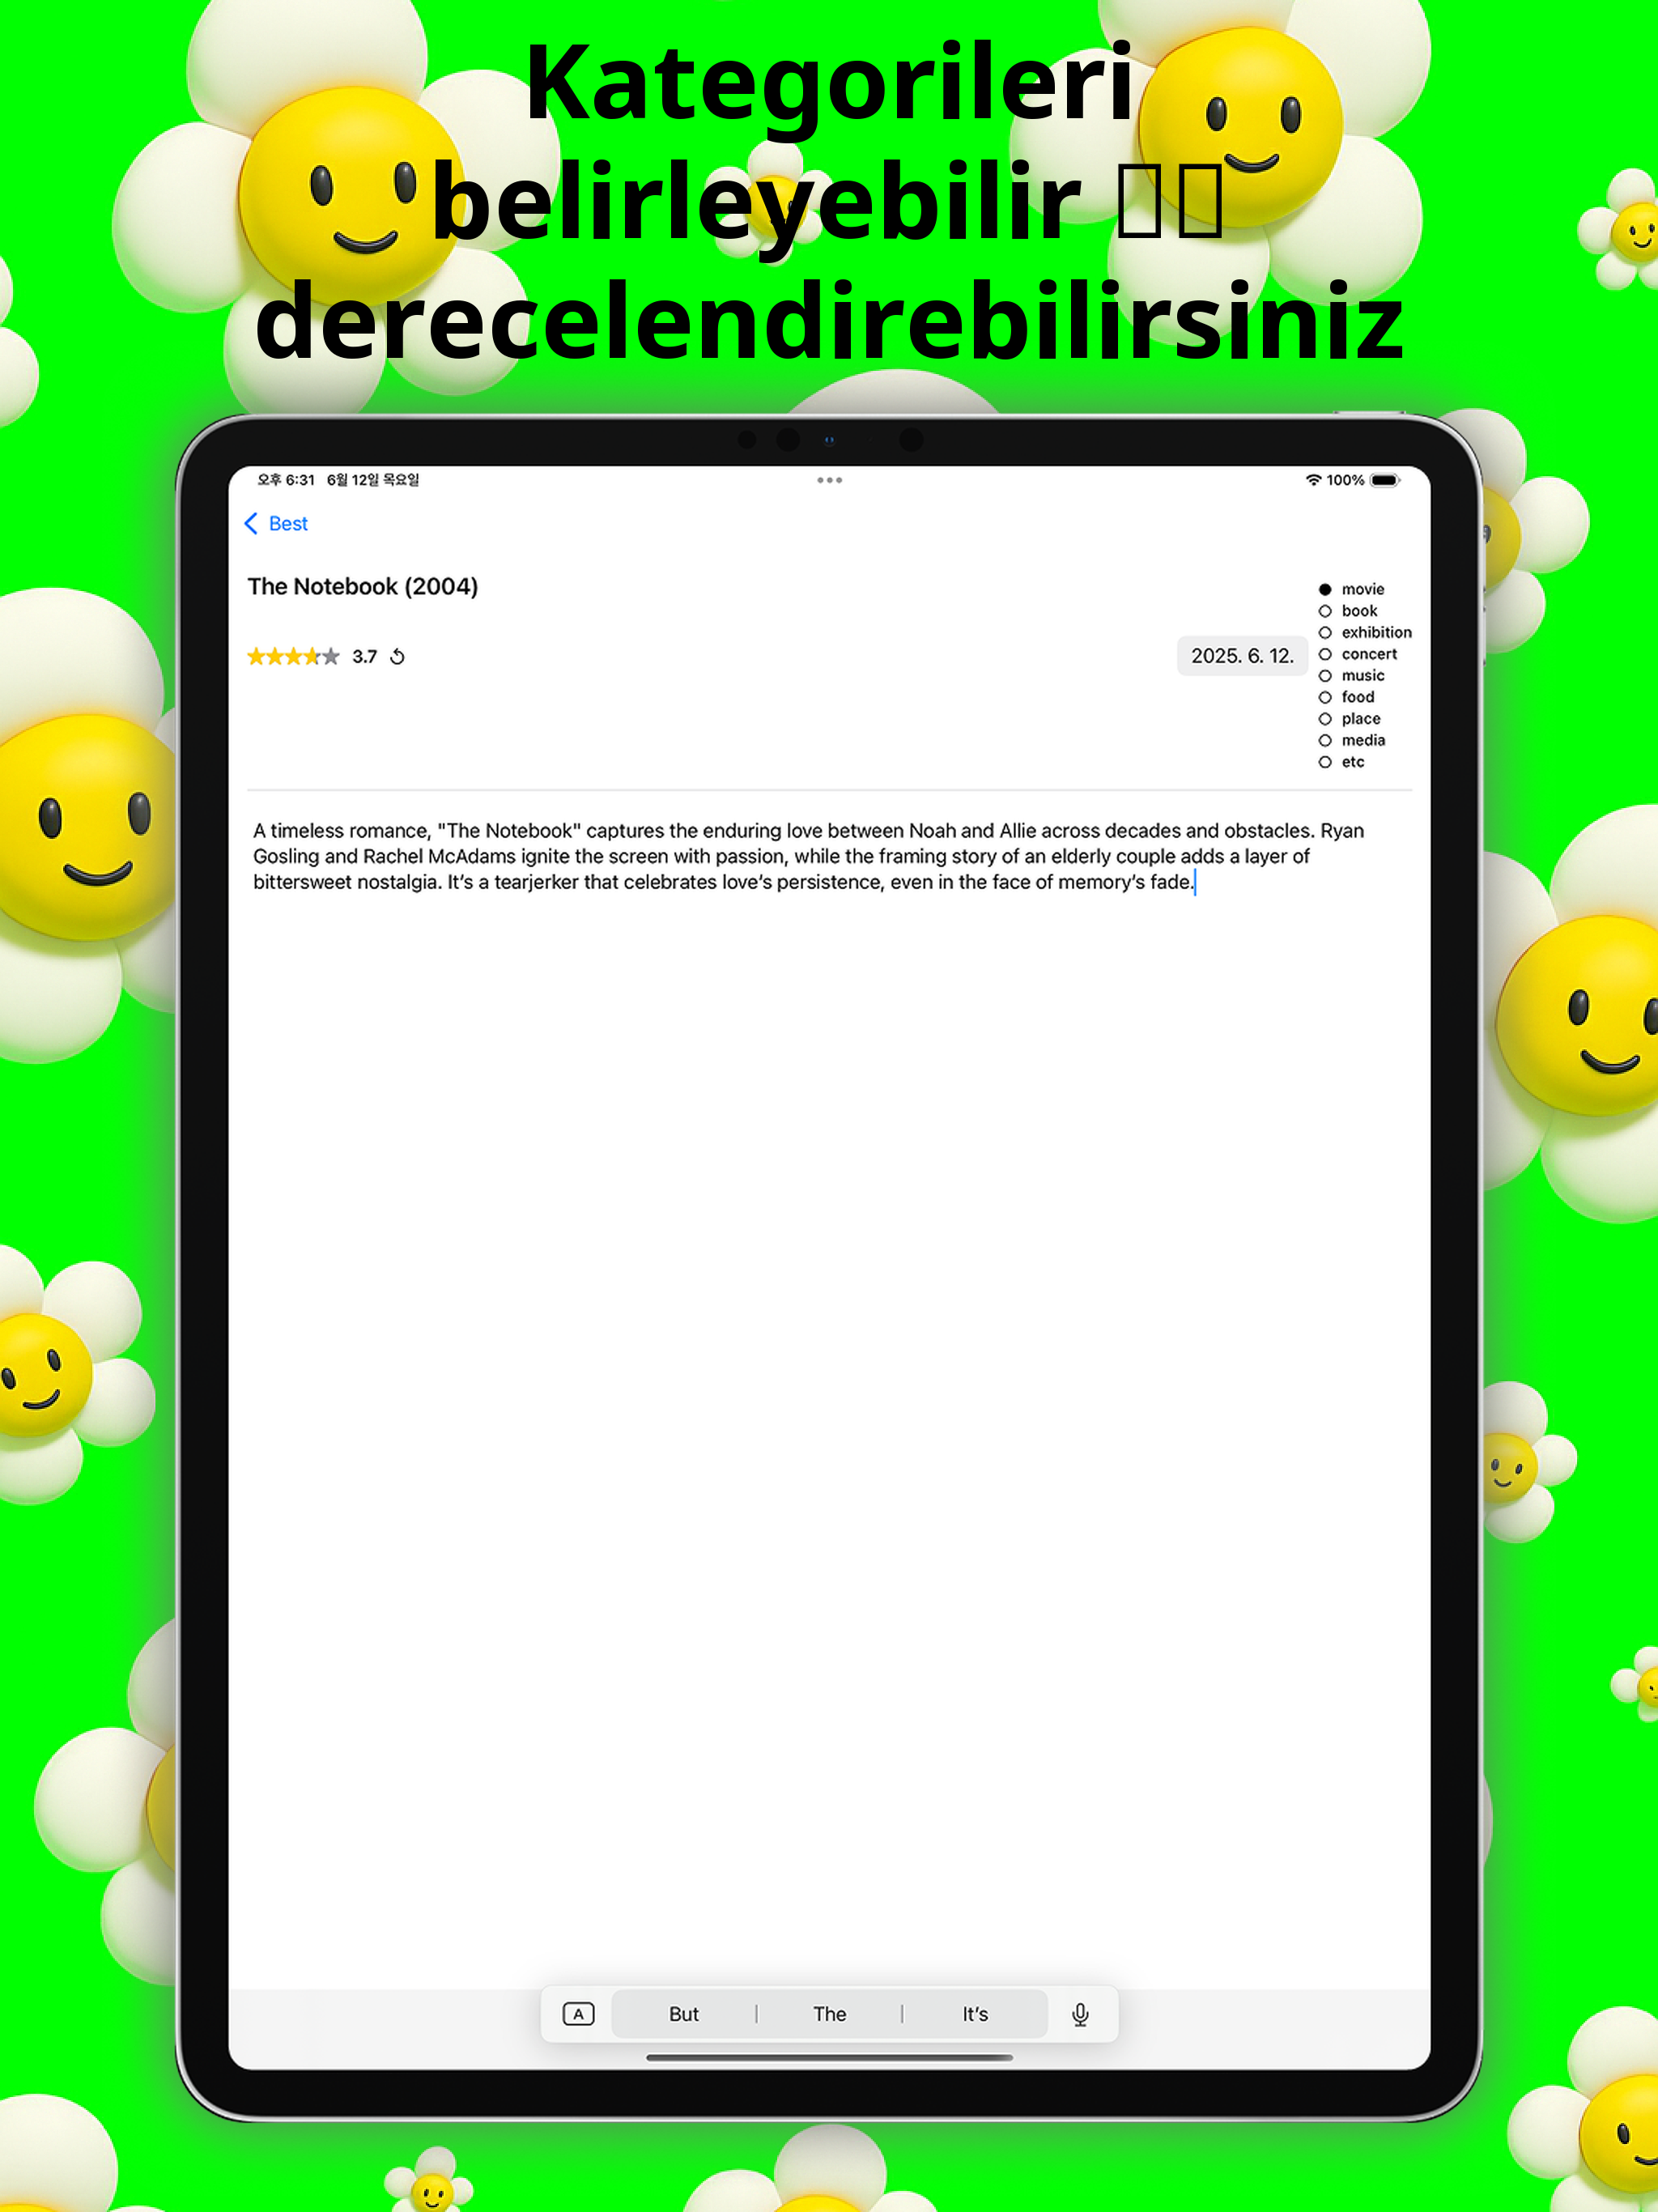 Kategorileri
belirleyebilir
derecelendirebilirsiniz
오후 6:31 6월 12일 목요일
100%
Best
The Notebook (2004)
3.7
2025. 6. 12.
movie
book
exhibition
concert
music
food
place
media
etc
A timeless romance, "The Notebook" captures the enduring love between Noah and Allie across decades and obstacles. Ryan
Gosling and Rachel McAdams ignite the screen with passion, while the framing story of an elderly couple adds a layer of
bittersweet nostalgia. It’s a tearjerker that celebrates love’s persistence, even in the face of memory’s fade.
A
But | The | It’s